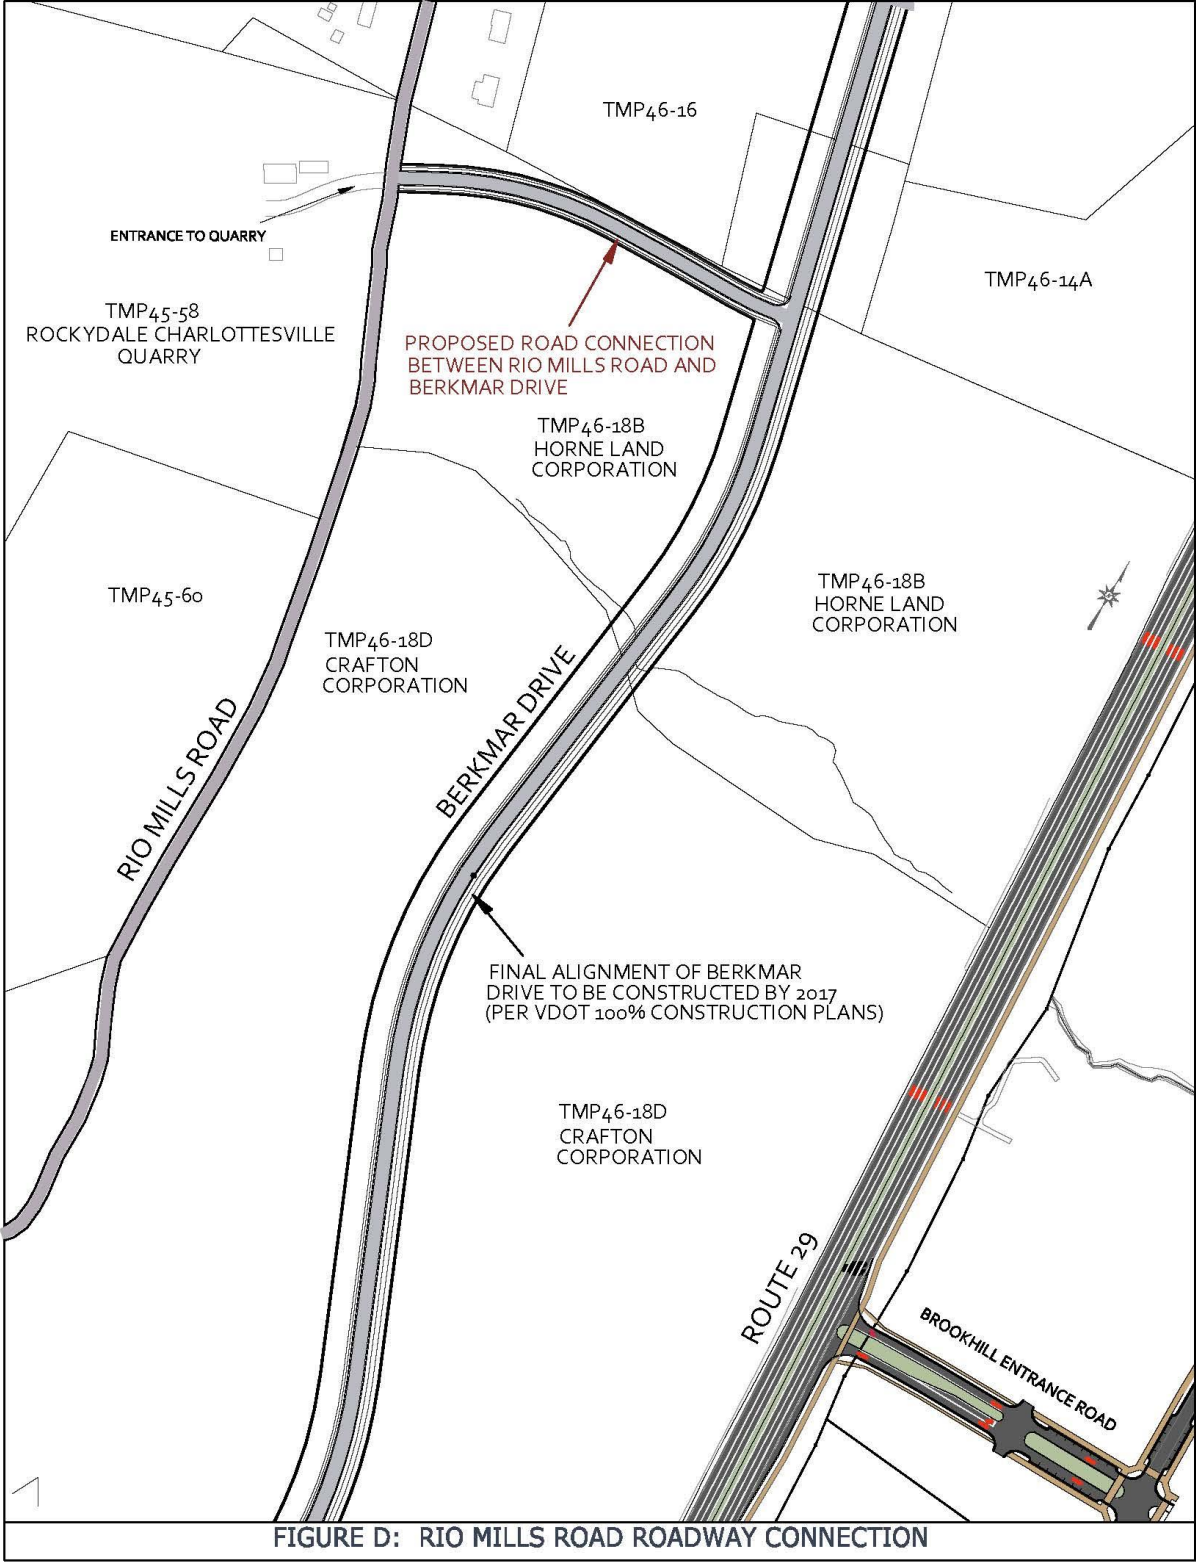 TMP46-16
ENTRANCE TO QUARRY
TMP46-14A
TMP45-58
ROCKYDALE CHARLOTTESVILLE
QUARRY
PROPOSED ROAD CONNECTION
BETWEEN RIO MILLS ROAD AND
BERKMAR DRIVE
TMP46-18B
HORNE LAND
CORPORATION
TMP45-60
TMP46-18B
HORNE LAND
CORPORATION
TMP46-18D
CRAFTON
CORPORATION
RIO MILLS ROAD
BERKMAR DRIVE
FINAL ALIGNMENT OF BERKMAR
DRIVE TO BE CONSTRUCTED BY 2017
(PER VDOT 100% CONSTRUCTION PLANS)
TMP46-18D
CRAFTON
CORPORATION
ROUTE 29
BROOKHILL ENTRANCE ROAD
FIGURE D: RIO MILLS ROAD ROADWAY CONNECTION